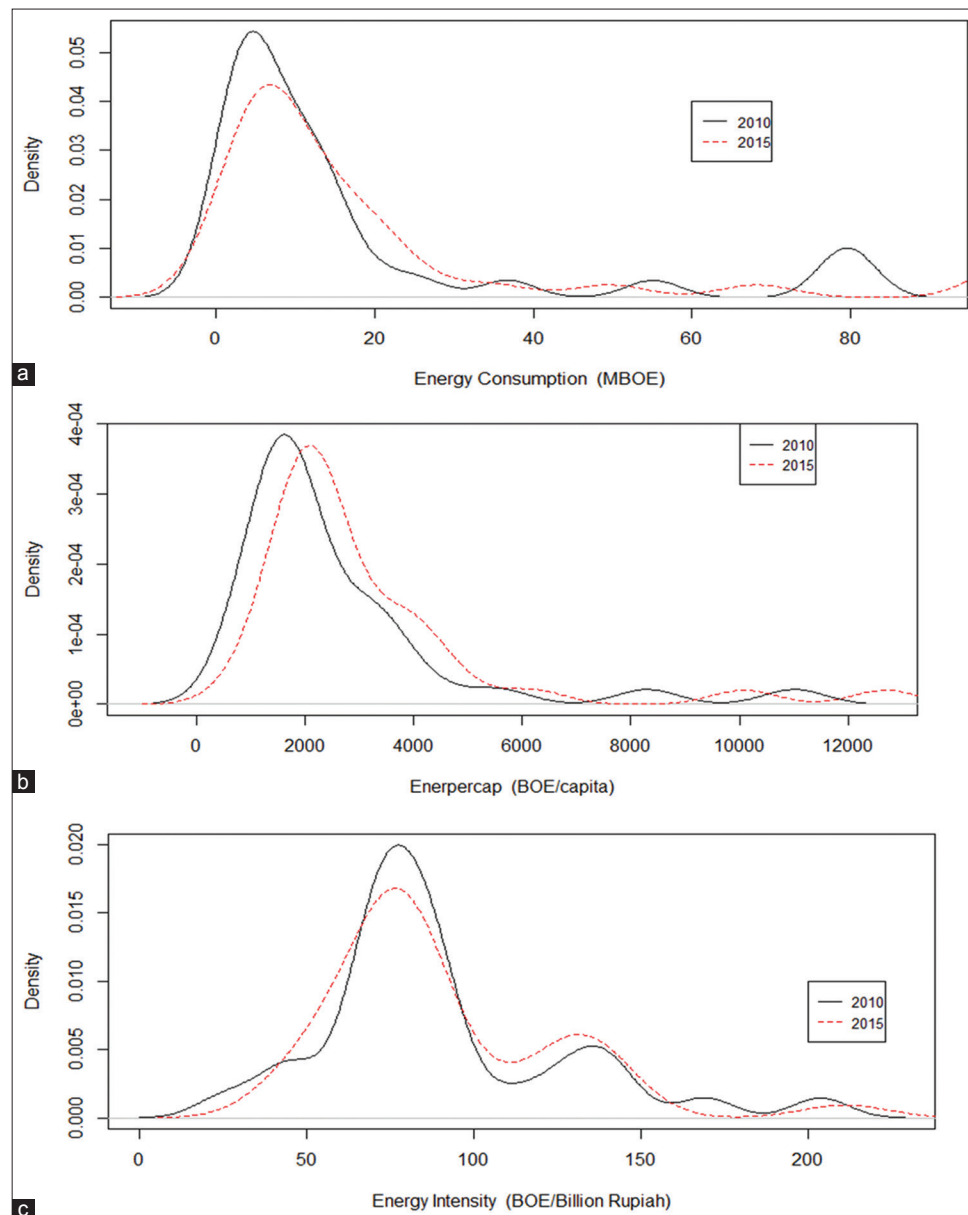 0.00 0.01 0.02 0.03 0.04 0.05
Density
2010
2015
0 20 40 60 80
Energy Consumption (MBOE)
a
0e+00 1e-04 2e-04 3e-04 4e-04
Density
2010
2015
0 2000 4000 6000 8000 10000 12000
Enerpercap (BOE/capita)
b
0.000 0.005 0.010 0.015 0.020
Density
2010
2015
0 50 100 150 200
Energy Intensity (BOE/Billion Rupiah)
c